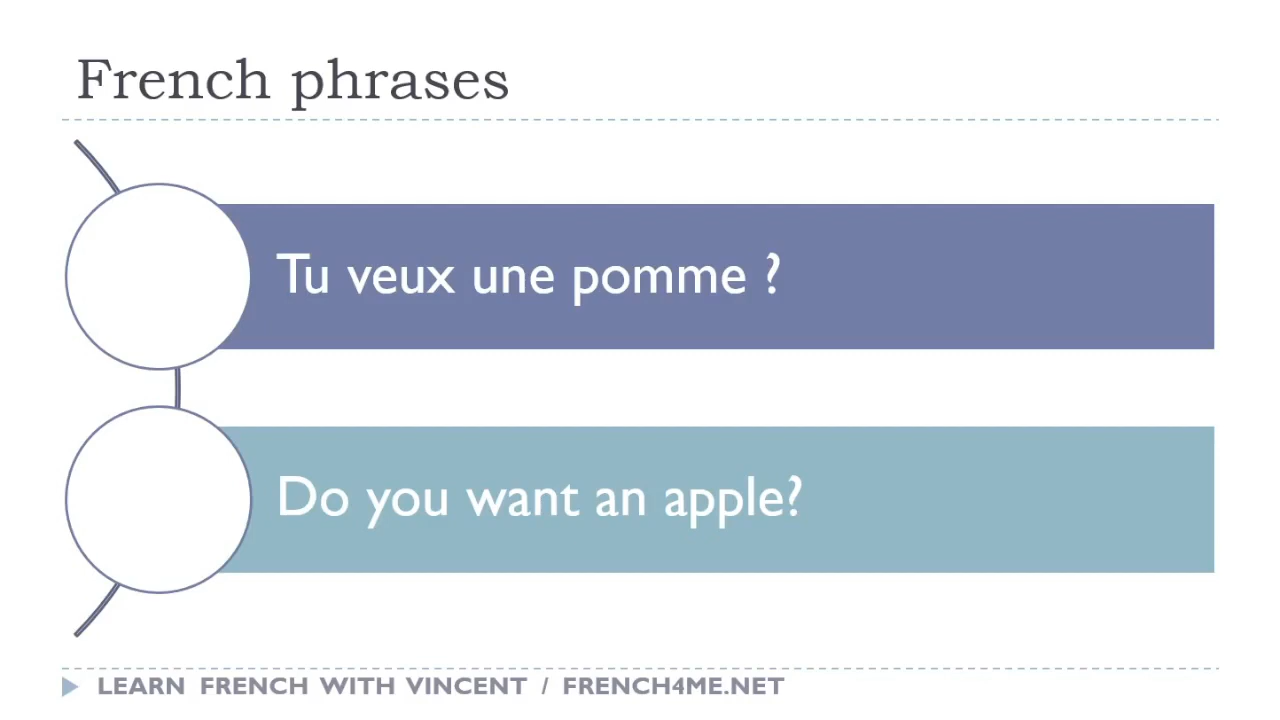 French phrases
Tu veux une pomme ?
Do you want an apple?
LEARN FRENCH WITH VINCENT / FRENCH4ME.NET